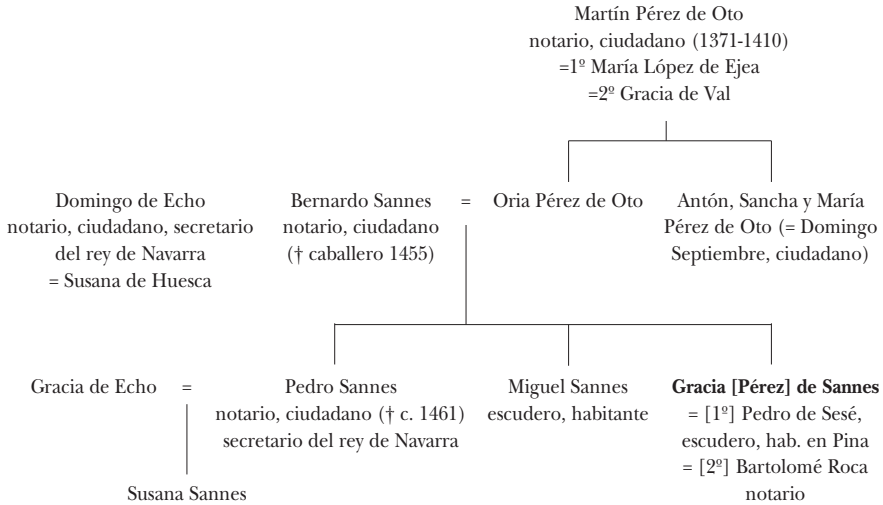 Martín Pérez de Oto
notario, ciudadano (1371-1410)
=1º María López de Ejea
=2º Gracia de Val
Domingo de Echo
notario, ciudadano, secretario
del rey de Navarra
= Susana de Huesca
Bernardo Sannes
notario, ciudadano
(† caballero 1455)
=
Oria Pérez de Oto
Antón, Sancha y María
Pérez de Oto (= Domingo
Septiembre, ciudadano)
Gracia de Echo
=
Pedro Sannes
notario, ciudadano († c. 1461)
secretario del rey de Navarra
Miguel Sannes
escudero, habitante
Gracia [Pérez] de Sannes
= [1º] Pedro de Sesé,
escudero, hab. en Pina
= [2º] Bartolomé Roca
notario
Susana Sannes